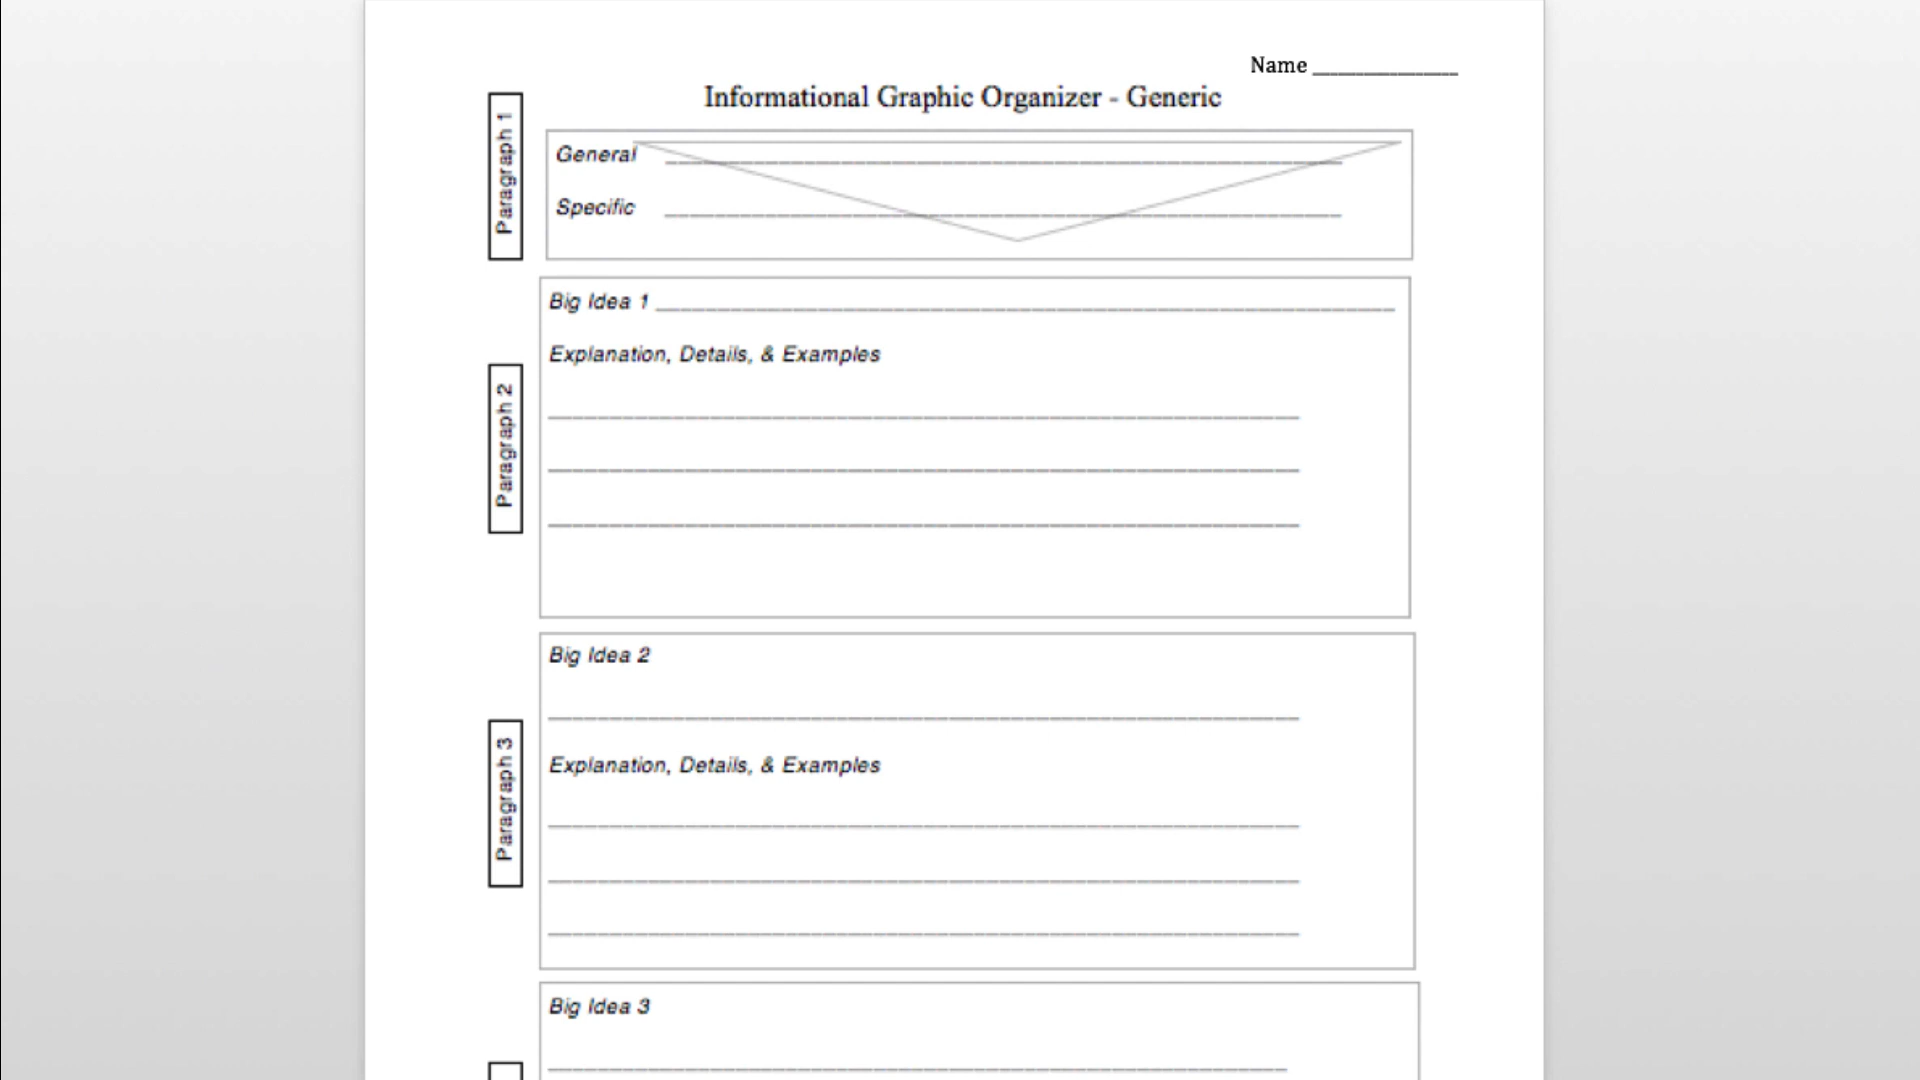 Name
Informational Graphic Organizer - Generic
Paragraph 1
General
Specific
Big Idea 1
Explanation, Details, & Examples
Paragraph 2
Big Idea 2
Explanation, Details, & Examples
Paragraph 3
Big Idea 3